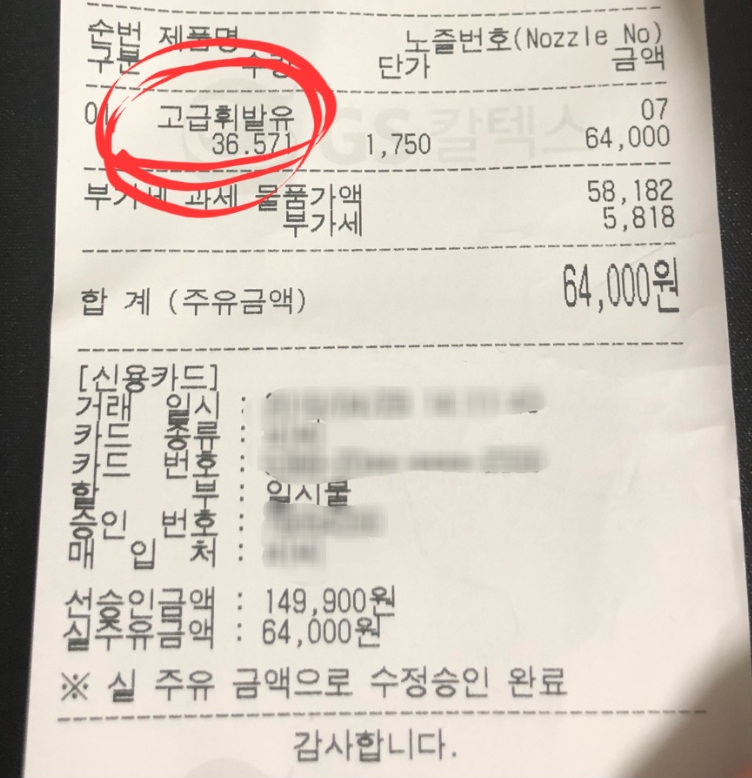 순번 제품명 노즐번호(Nozzle No)
구분 수량 단가 금액
01 고급휘발유 07
36.571 1,750 64,000
GS칼텍스
부가세 과세 물품가액 58,182
부가세 5,818
합 계 (주유금액) 64,000원
[신용카드]
거래 일시 :
카드 종류 :
카드 번호 :
할 부 : 일시불
승인 번호 :
매 입 처 :
선승인금액 : 149,900원
실주유금액 : 64,000원
※ 실 주유 금액으로 수정승인 완료
감사합니다.